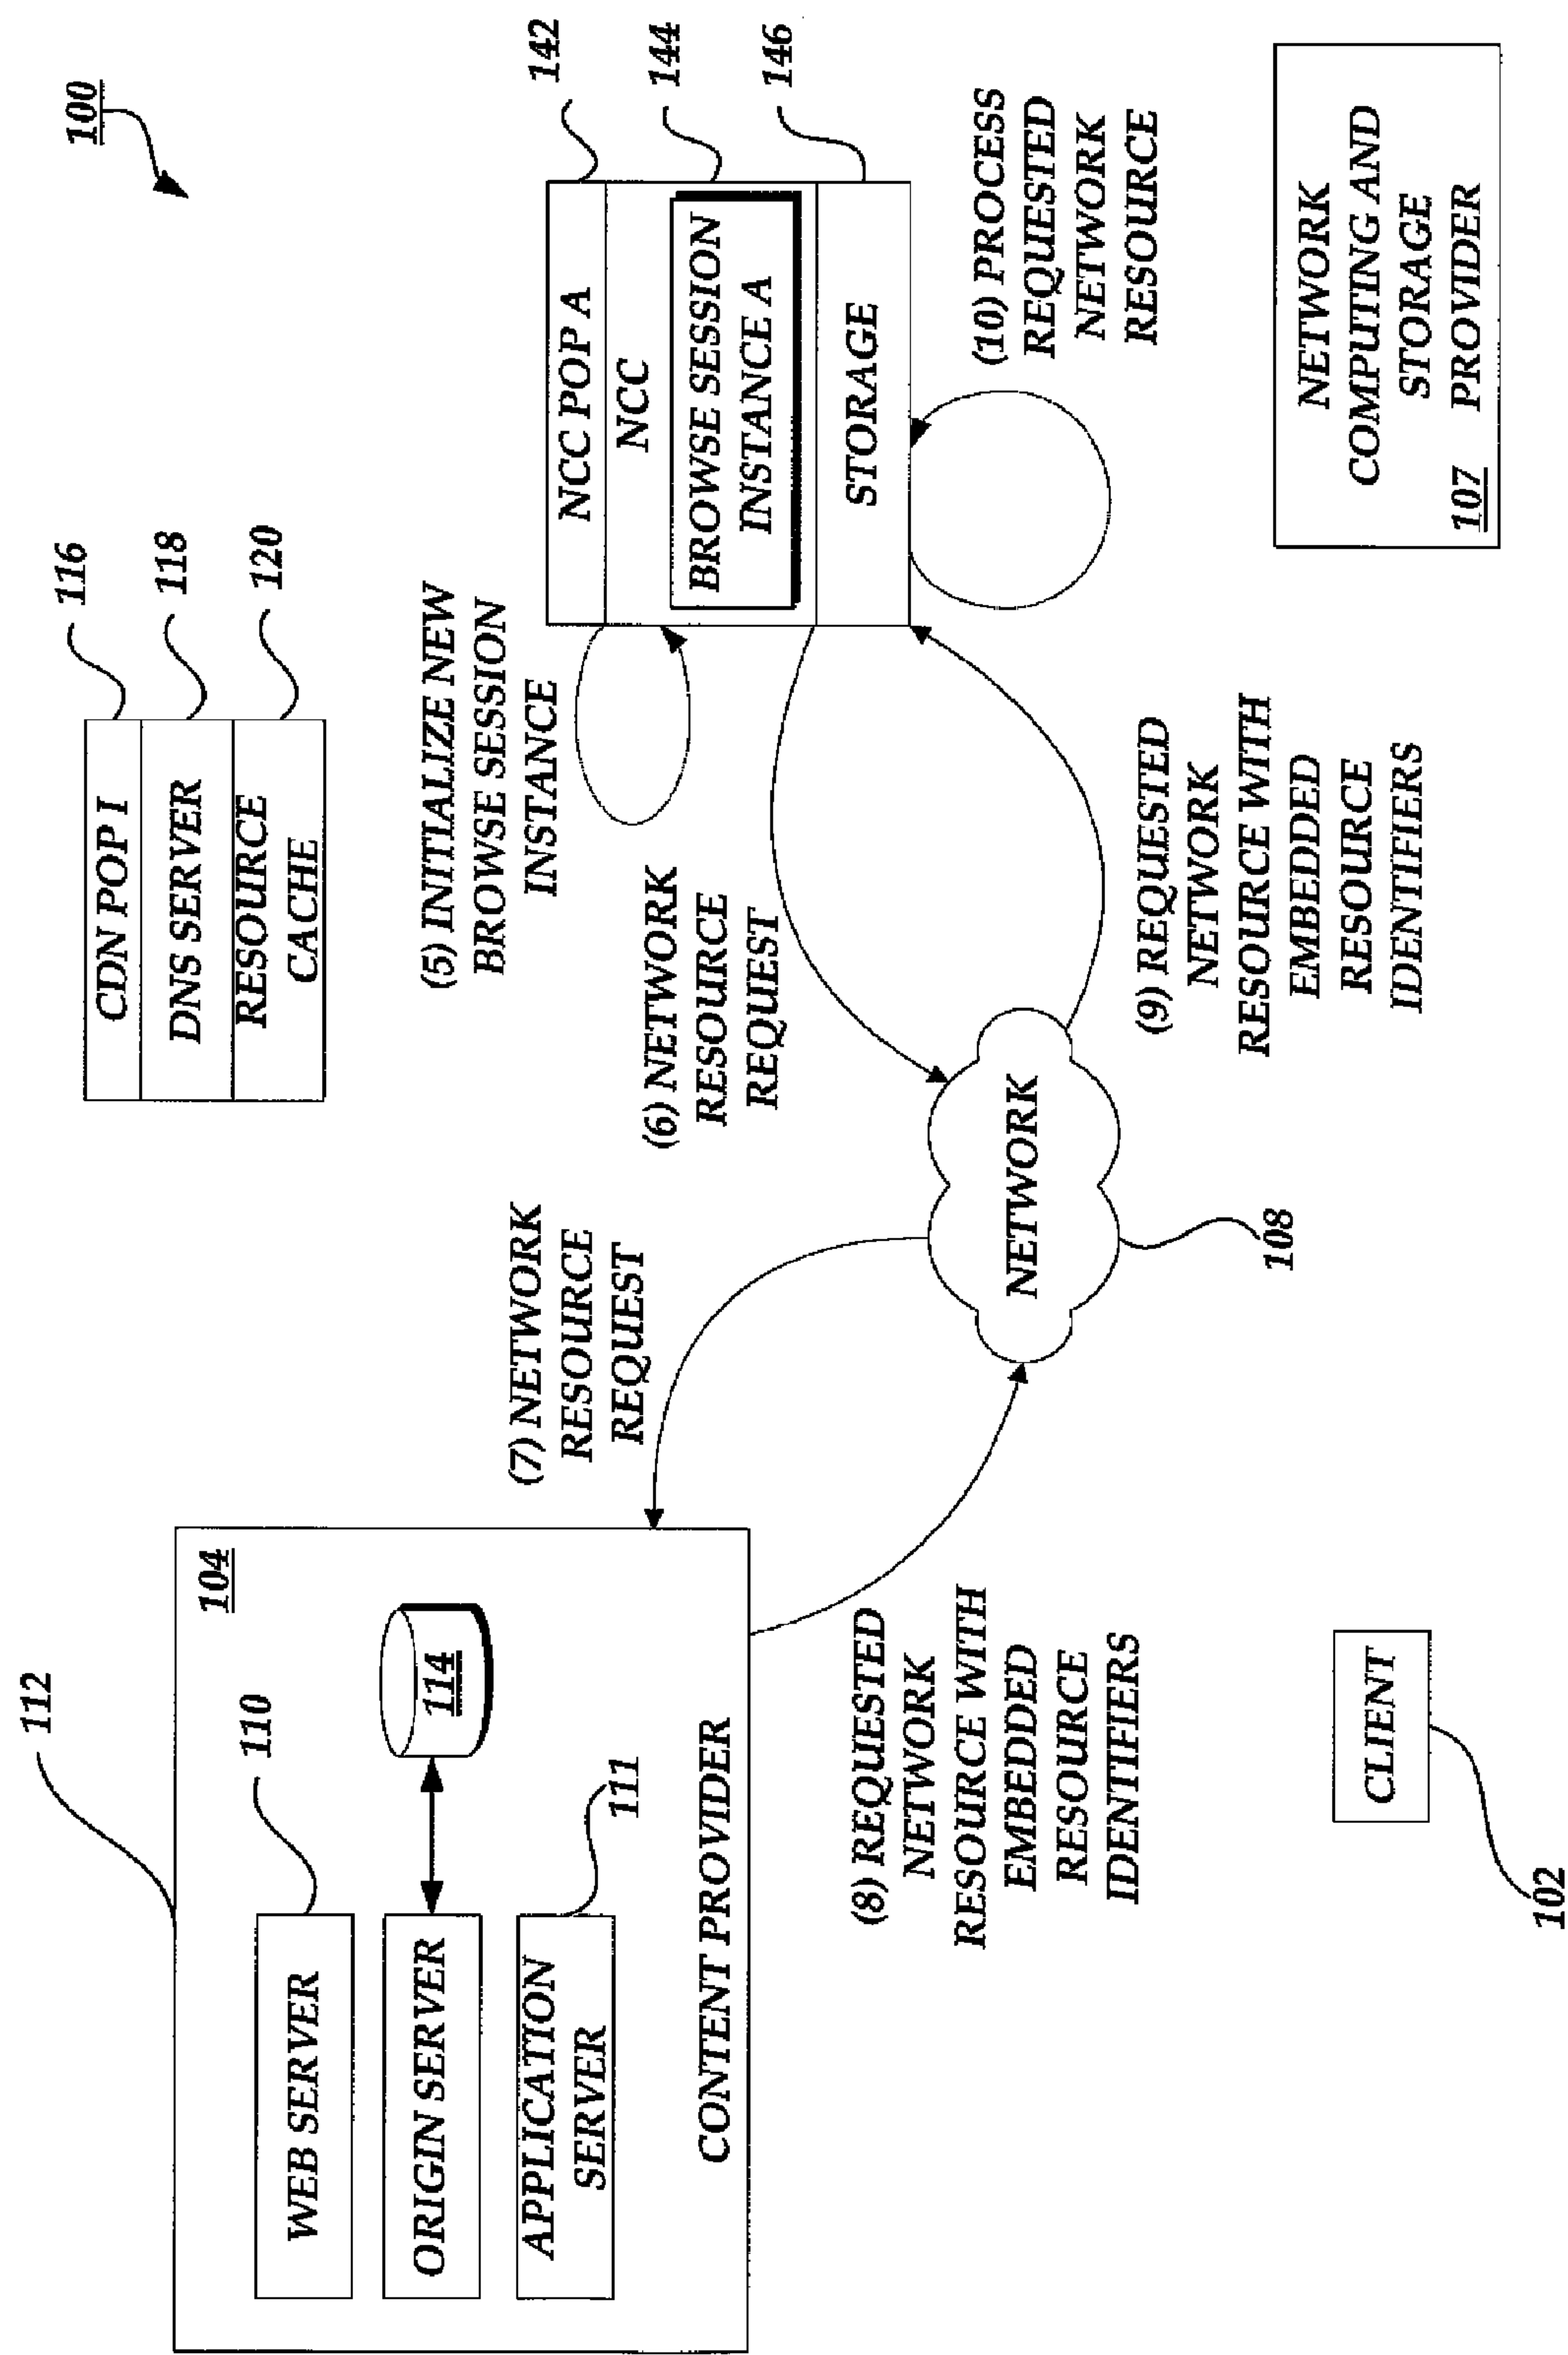 100
112
104
110
114
111
WEB SERVER
ORIGIN SERVER
APPLICATION
SERVER
CONTENT PROVIDER
116
118
120
CDN POP I
DNS SERVER
RESOURCE
CACHE
142
144
146
NCC POP A
NCC
BROWSE SESSION
INSTANCE A
STORAGE
(5) INITIALIZE NEW
BROWSE SESSION
INSTANCE
(6) NETWORK
RESOURCE
REQUEST
(7) NETWORK
RESOURCE
REQUEST
NETWORK
108
(8) REQUESTED
NETWORK
RESOURCE WITH
EMBEDDED
RESOURCE
IDENTIFIERS
(9) REQUESTED
NETWORK
RESOURCE WITH
EMBEDDED
RESOURCE
IDENTIFIERS
(10) PROCESS
REQUESTED
NETWORK
RESOURCE
CLIENT
102
NETWORK
COMPUTING AND
STORAGE
107 PROVIDER